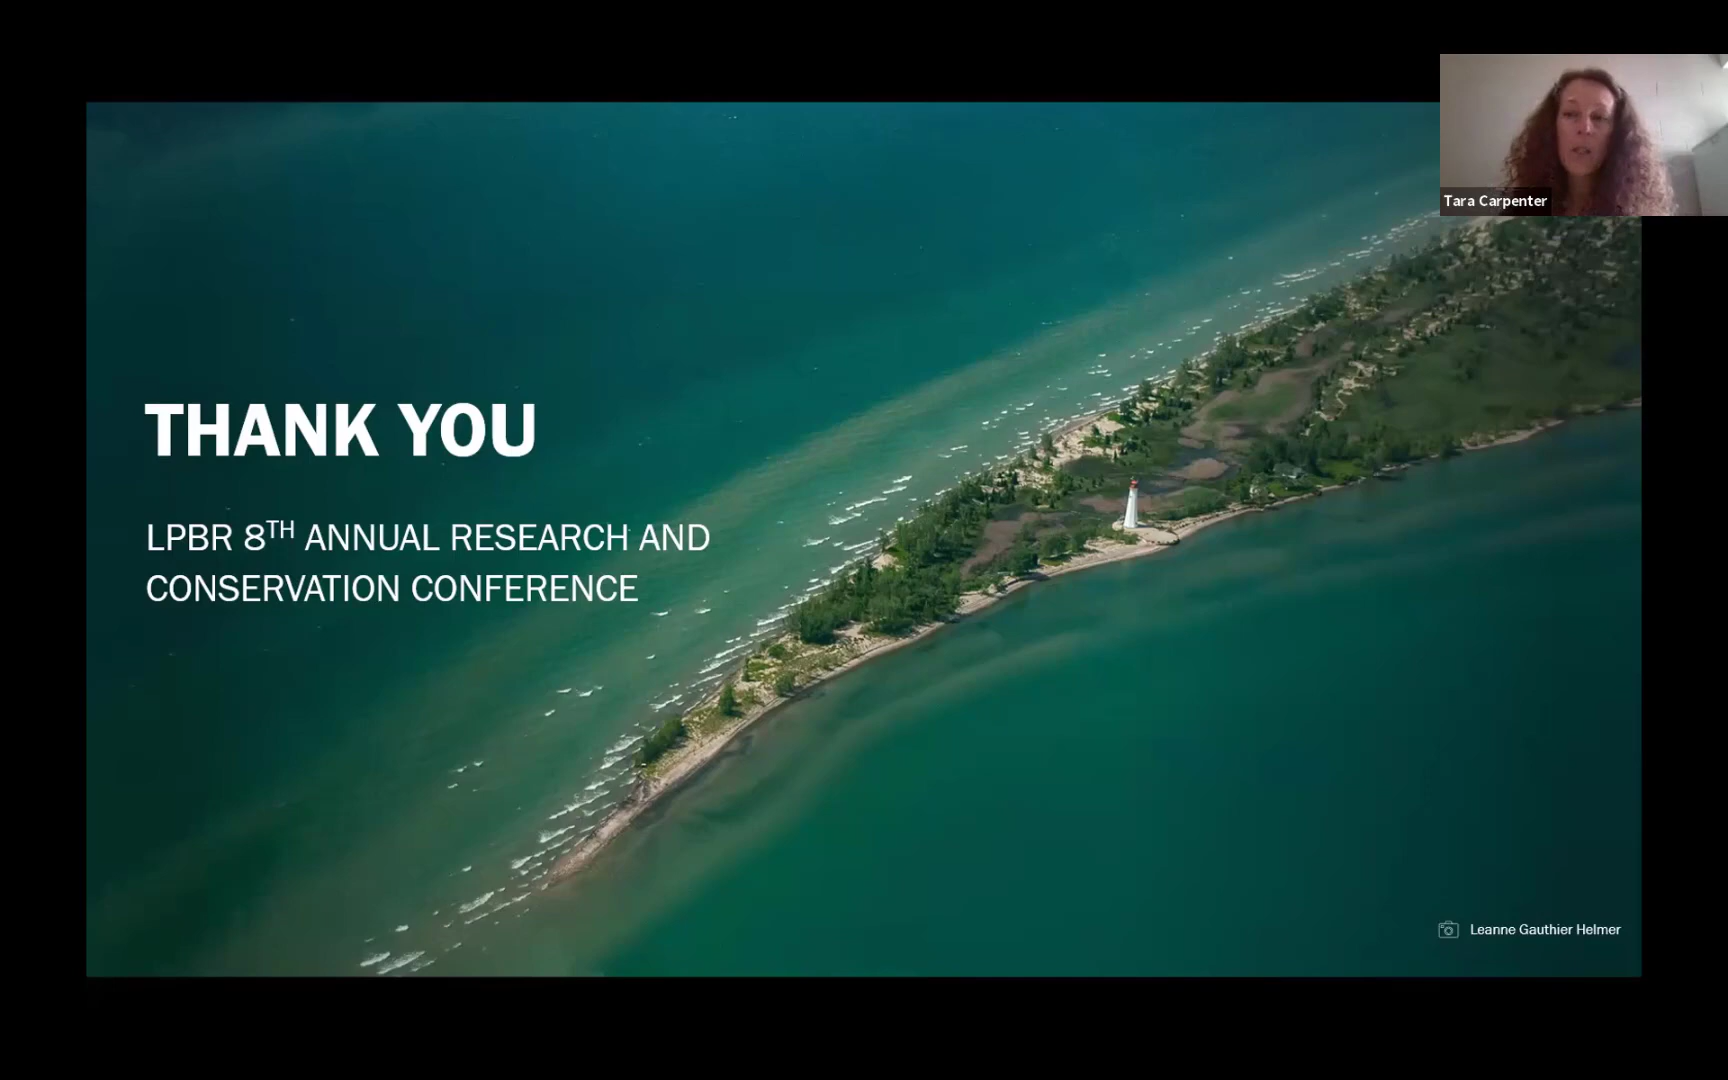 Tara Carpenter
THANK YOU
LPBR 8TH ANNUAL RESEARCH AND
CONSERVATION CONFERENCE
Leanne Gauthier Helmer